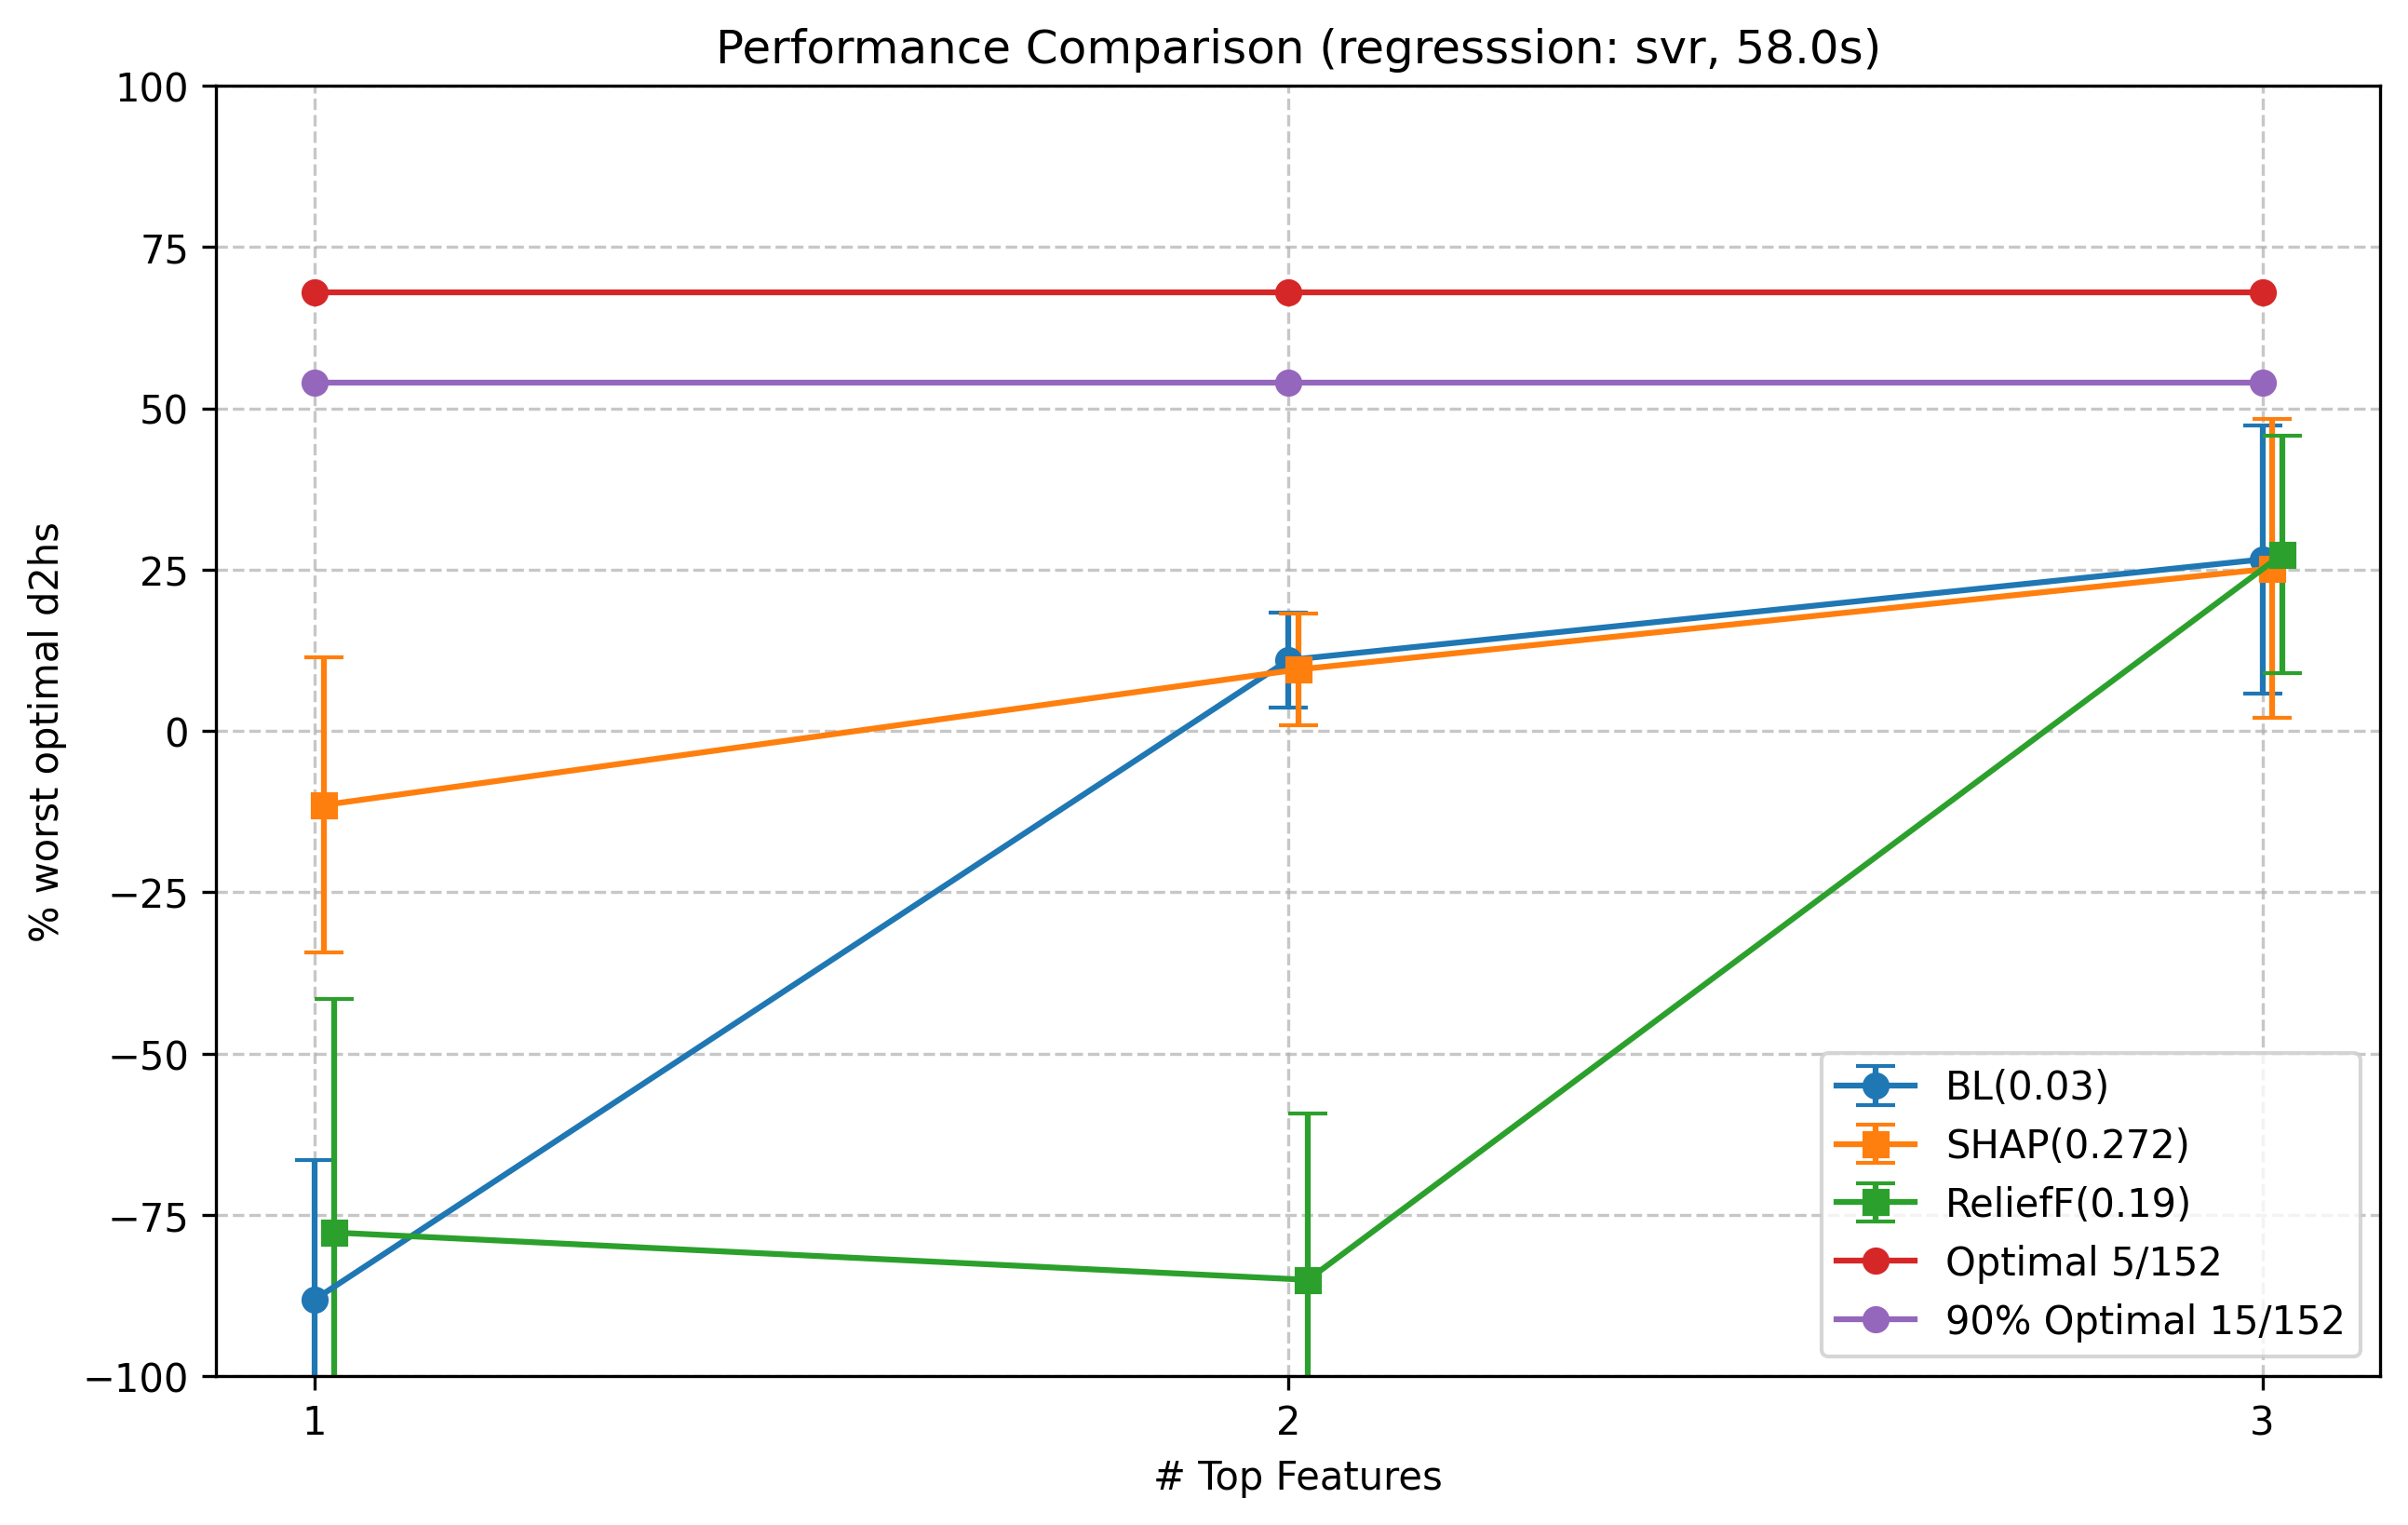 Performance Comparison (regresssion: svr, 58.0s)
% worst optimal d2hs
100
75
50
25
0
−25
−50
−75
−100
BL(0.03)
SHAP(0.272)
ReliefF(0.19)
Optimal 5/152
90% Optimal 15/152
1 2 3
# Top Features